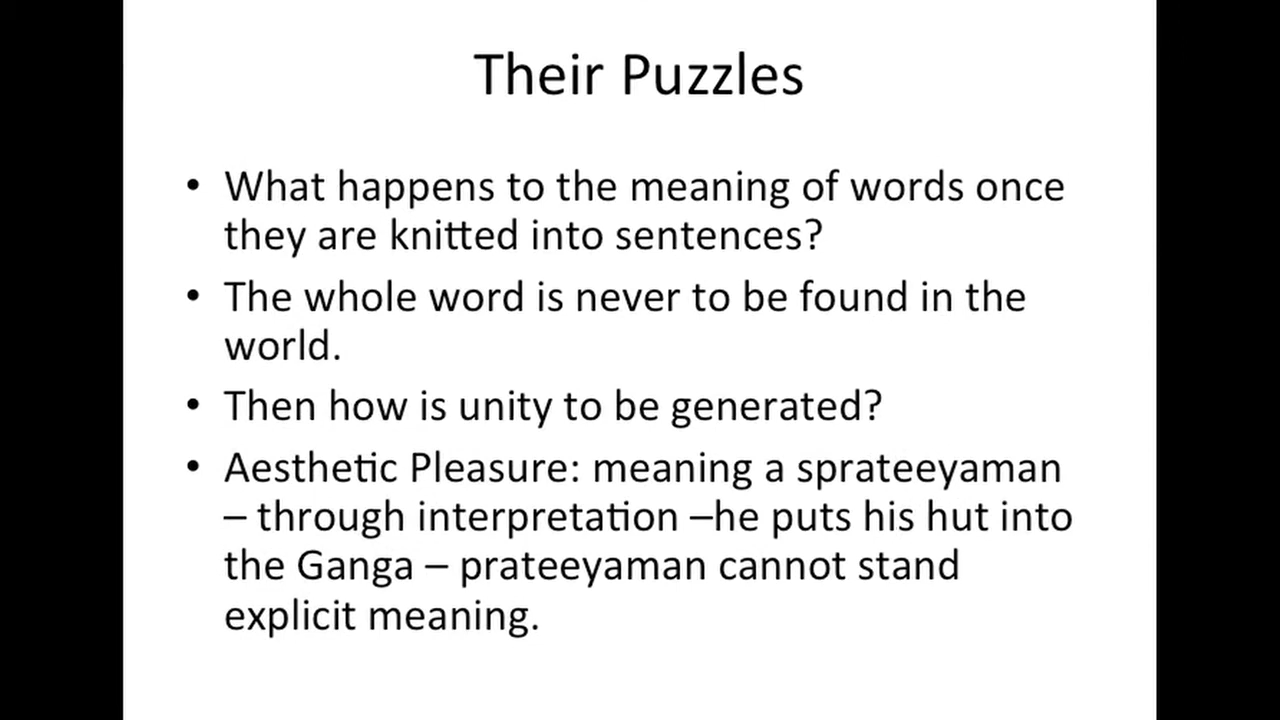 Their Puzzles
• What happens to the meaning of words once
they are knitted into sentences?
• The whole word is never to be found in the
world.
• Then how is unity to be generated?
• Aesthetic Pleasure: meaning a sprateeyaman
– through interpretation –he puts his hut into
the Ganga – prateeyaman cannot stand
explicit meaning.